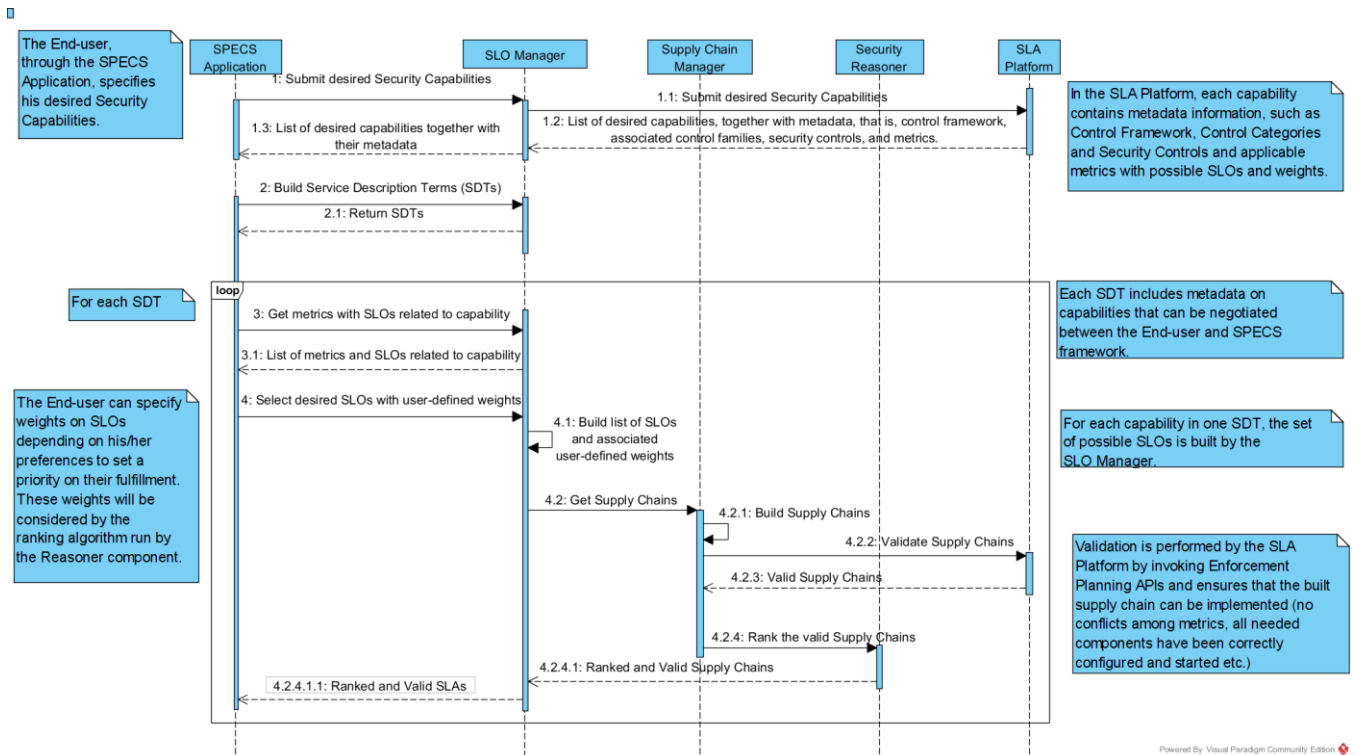 The End-user,
through the SPECS
Application, specifies
his desired Security
Capabilities.
SPECS
Application
SLO Manager
Supply Chain
Manager
Security
Reasoner
SLA
Platform
1: Submit desired Security Capabilities
1.1: Submit desired Security Capabilities
1.2: List of desired capabilities, together with metadata, that is, control framework,
associated control families, security controls, and metrics.
1.3: List of desired capabilities together with
their metadata
In the SLA Platform, each capability
contains metadata information, such as
Control Framework, Control Categories
and Security Controls and applicable
metrics with possible SLOs and weights.
2: Build Service Description Terms (SDTs)
2.1: Return SDTs
loop
For each SDT
3: Get metrics with SLOs related to capability
3.1: List of metrics and SLOs related to capability
Each SDT includes metadata on
capabilities that can be negotiated
between the End-user and SPECS
framework.
The End-user can specify
weights on SLOs
depending on his/her
preferences to set a
priority on their fulfillment.
These weights will be
considered by the
ranking algorithm run by
the Reasoner component.
4: Select desired SLOs with user-defined weights
4.1: Build list of SLOs
and associated
user-defined weights
For each capability in one SDT, the set
of possible SLOs is built by the
SLO Manager.
4.2: Get Supply Chains
4.2.1: Build Supply Chains
4.2.2: Validate Supply Chains
4.2.3: Valid Supply Chains
Validation is performed by the SLA
Platform by invoking Enforcement
Planning APIs and ensures that the built
supply chain can be implemented (no
conflicts among metrics, all needed
components have been correctly
configured and started etc.)
4.2.4: Rank the valid Supply Chains
4.2.4.1: Ranked and Valid Supply Chains
4.2.4.1.1: Ranked and Valid SLAs
Powered By Visual Paradigm Community Edition